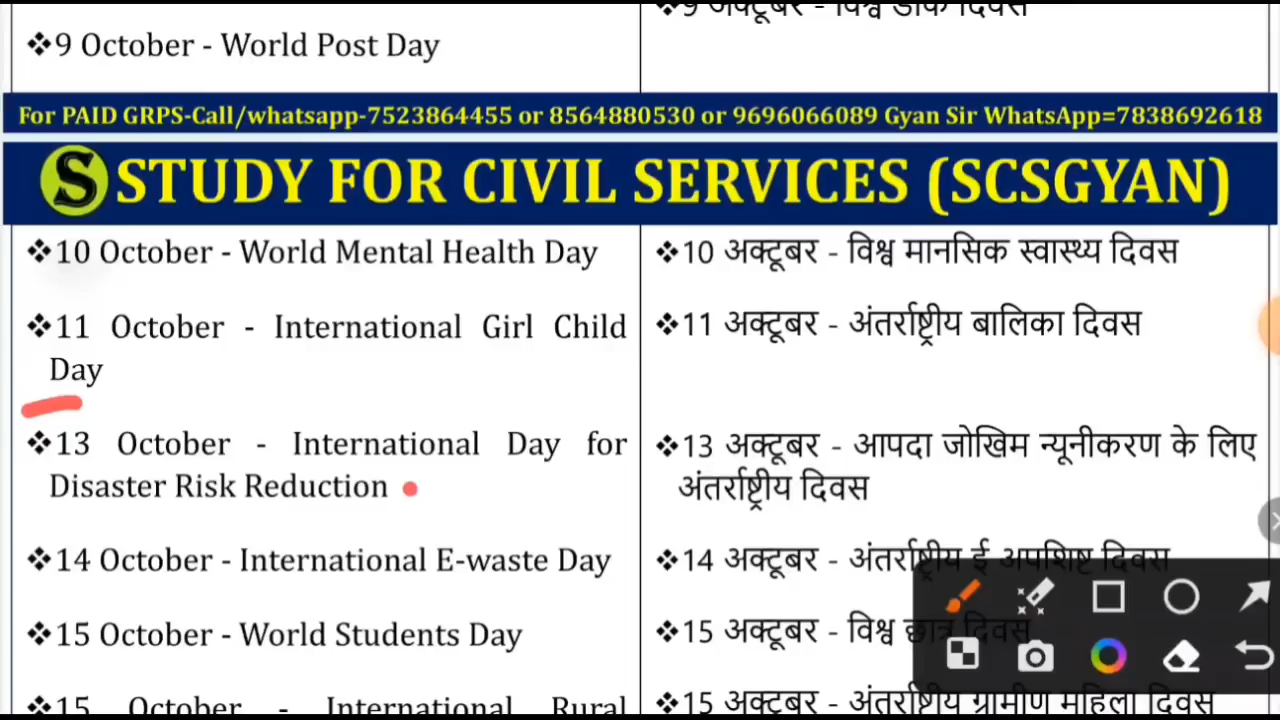 ❖9 October - World Post Day
9 अक्टूबर - विश्व डाक दिवस
For PAID GRPS-Call/whatsapp-7523864455 or 8564880530 or 9696066089 Gyan Sir WhatsApp=7838692618
S STUDY FOR CIVIL SERVICES (SCSGYAN)
❖10 October - World Mental Health Day
❖11 October - International Girl Child
Day
❖13 October - International Day for
Disaster Risk Reduction
❖14 October - International E-waste Day
❖15 October - World Students Day
❖15 October - International Rural
❖10 अक्टूबर - विश्व मानसिक स्वास्थ्य दिवस
❖11 अक्टूबर - अंतर्राष्ट्रीय बालिका दिवस
❖13 अक्टूबर - आपदा जोखिम न्यूनीकरण के लिए
अंतर्राष्ट्रीय दिवस
❖14 अक्टूबर - अंतर्राष्ट्रीय ई अपशिष्ट दिवस
❖15 अक्टूबर - विश्व छात्र दिवस
❖15 अक्टूबर - अंतर्राष्ट्रीय ग्रामीण महिला दिवस